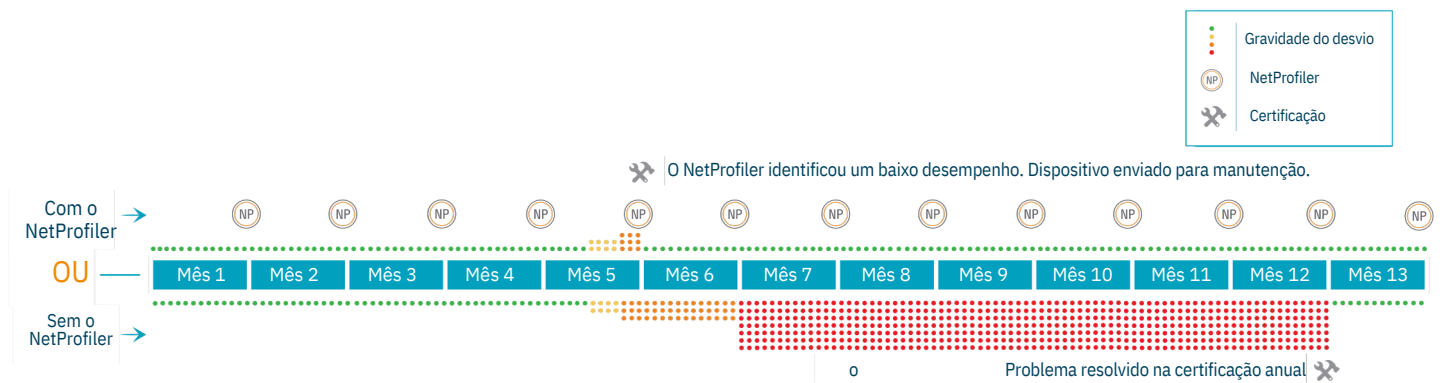 Gravidade do desvio
NP NetProfiler
Certificação
O NetProfiler identificou um baixo desempenho. Dispositivo enviado para manutenção.
Com o
NetProfiler
NP NP NP NP NP NP NP NP NP NP NP NP NP
OU
Mês 1 Mês 2 Mês 3 Mês 4 Mês 5 Mês 6 Mês 7 Mês 8 Mês 9 Mês 10 Mês 11 Mês 12 Mês 13
Sem o
NetProfiler
o Problema resolvido na certificação anual